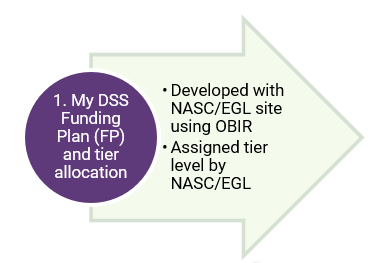 1. My DSS
Funding
Plan (FP)
and tier
allocation
• Developed with
NASC/EGL site
using OBIR
• Assigned tier
level by
NASC/EGL